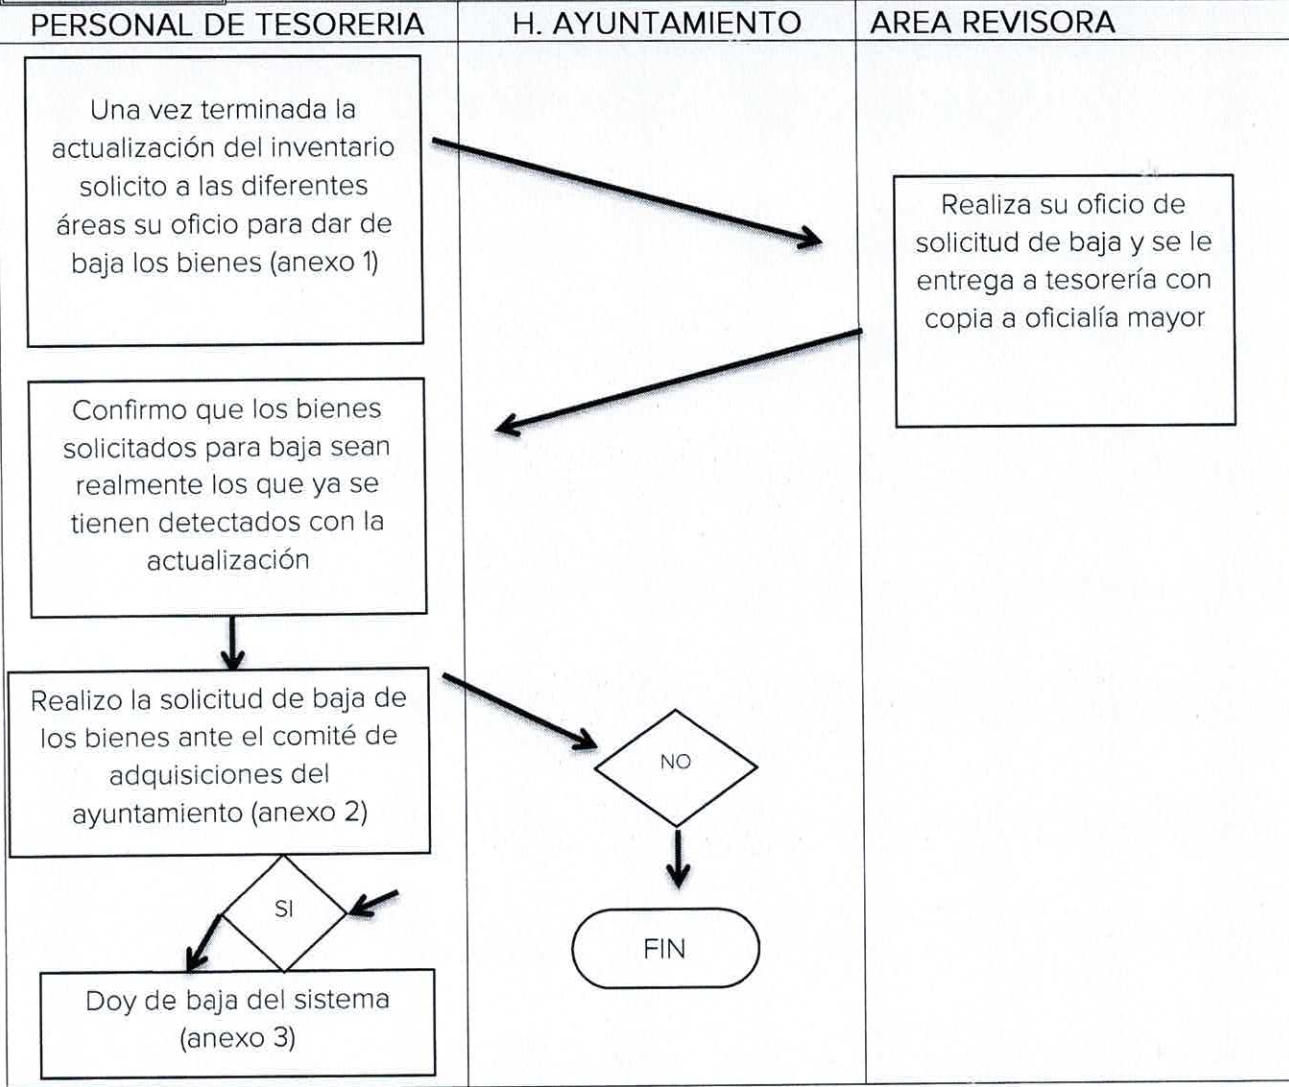 PERSONAL DE TESORERIA
H. AYUNTAMIENTO
AREA REVISORA
Una vez terminada la
actualización del inventario
solicito a las diferentes
áreas su oficio para dar de
baja los bienes (anexo 1)
Realiza su oficio de
solicitud de baja y se le
entrega a tesorería con
copia a oficialía mayor
Confirmo que los bienes
solicitados para baja sean
realmente los que ya se
tienen detectados con la
actualización
Realizo la solicitud de baja de
los bienes ante el comité de
adquisiciones del
ayuntamiento (anexo 2)
NO
SI
FIN
Doy de baja del sistema
(anexo 3)